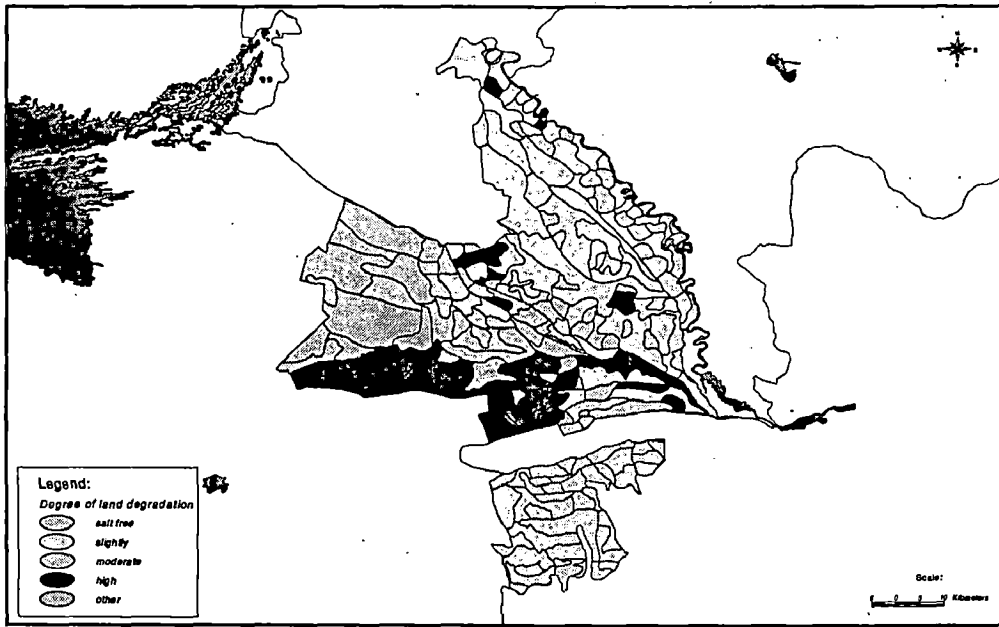 Legend:
Degree of land degradation
salt free
slightly
moderate
high
other
Scale:
Kilometers